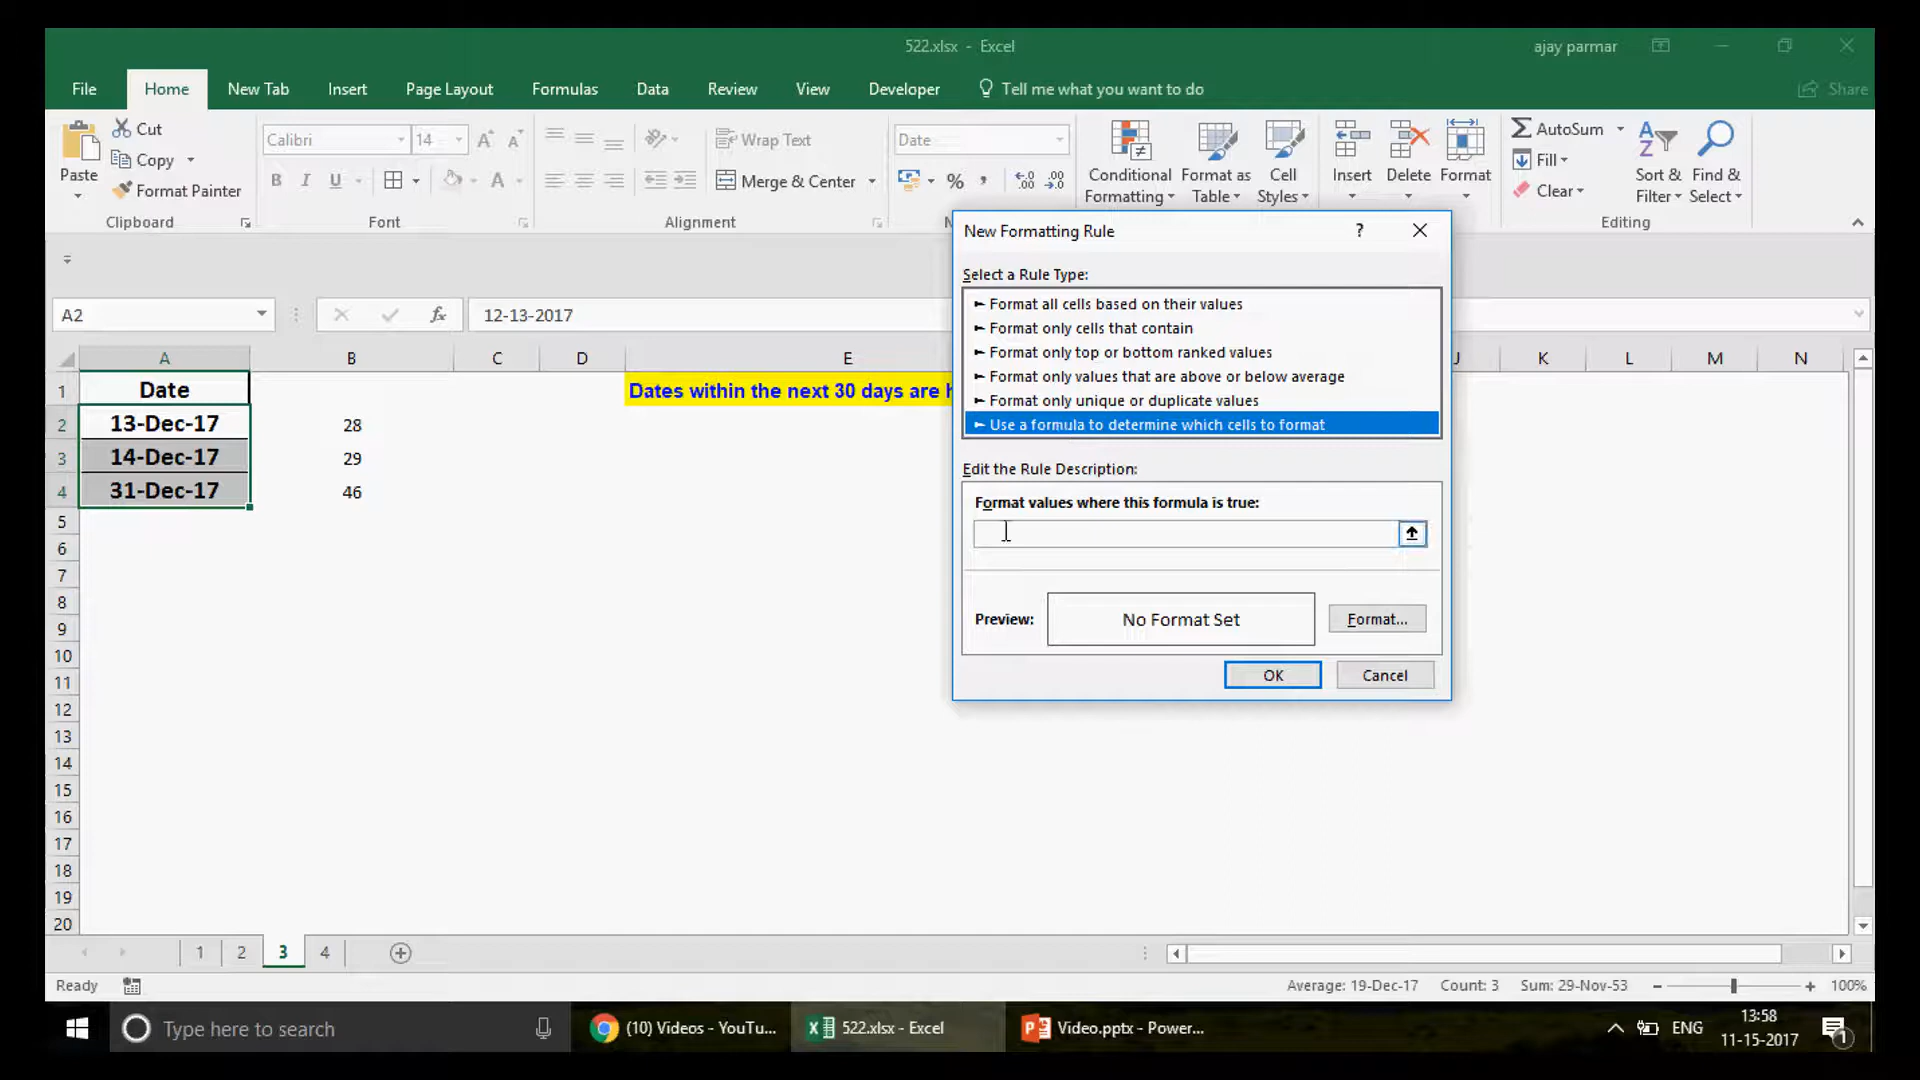 522.xlsx - Excel
ajay parmar
File Home New Tab Insert Page Layout Formulas Data Review View Developer Tell me what you want to do Share
Paste
Cut
Copy
Format Painter
Clipboard
Calibri 14
B I U A
Font
Wrap Text
Merge & Center
Alignment
Date
%
N
Conditional Formatting
Format as Table
Cell Styles
Insert
Delete
Format
AutoSum
Fill
Clear
Sort & Filter
Find & Select
Editing
A2
fx
12-13-2017
A B C D E J K L M N
1 Date Dates within the next 30 days are h
2 13-Dec-17 28
3 14-Dec-17 29
4 31-Dec-17 46
5
6
7
8
9
10
11
12
13
14
15
16
17
18
19
20
New Formatting Rule
?
Select a Rule Type:
► Format all cells based on their values
► Format only cells that contain
► Format only top or bottom ranked values
► Format only values that are above or below average
► Format only unique or duplicate values
► Use a formula to determine which cells to format
Edit the Rule Description:
Format values where this formula is true:
Preview:
No Format Set
Format...
OK
Cancel
1 2 3 4
Ready
Average: 19-Dec-17 Count: 3 Sum: 29-Nov-53
100%
Type here to search
(10) Videos - YouTu...
522.xlsx - Excel
Video.pptx - Power...
ENG
13:58
11-15-2017
1